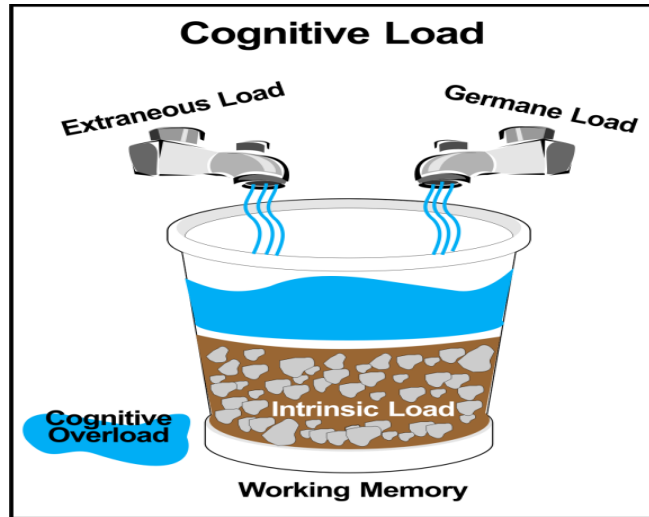 Cognitive Load
Extraneous Load
Germane Load
Intrinsic Load
Cognitive
Overload
Working Memory